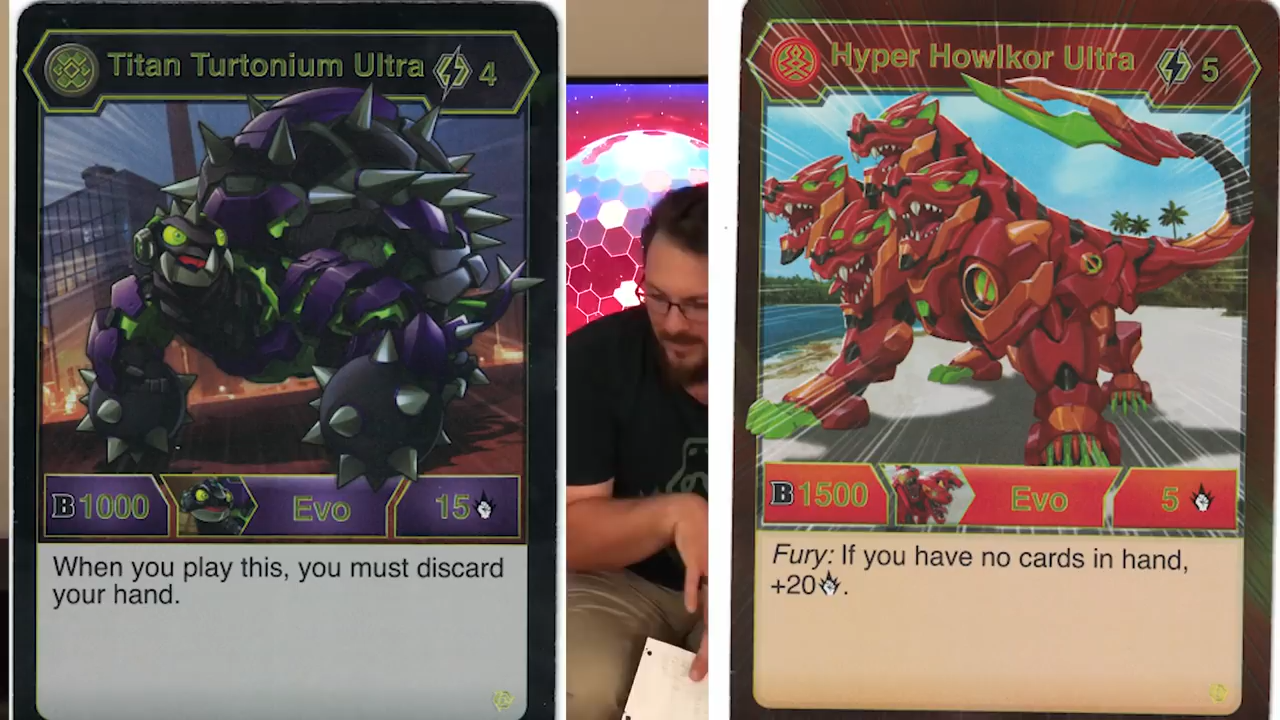 Titan Turtonium Ultra 4
B1000 Evo 15
When you play this, you must discard
your hand.
Hyper Howlkor Ultra 5
B1500 Evo 5
Fury: If you have no cards in hand,
+20.